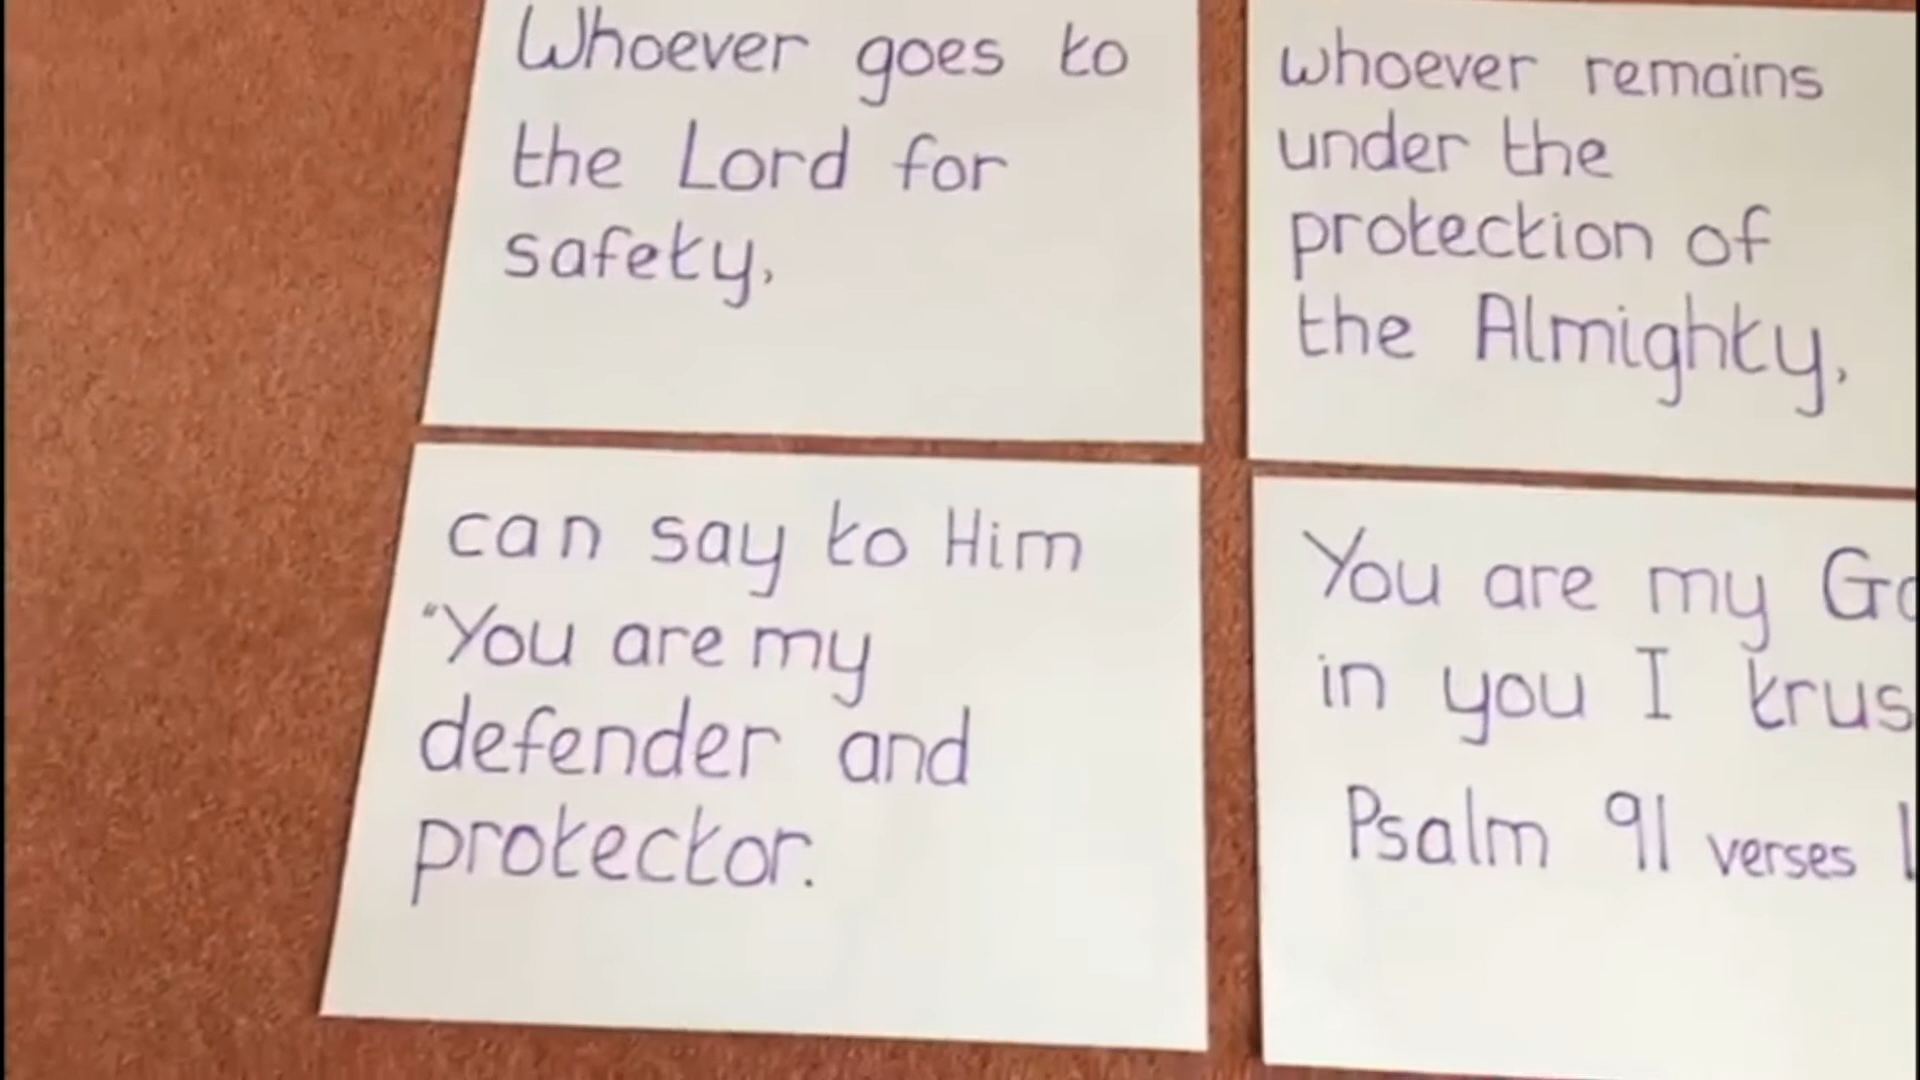 Whoever goes to
the Lord for
safety,
whoever remains
under the
protection of
the Almighty,
can say to Him
"You are my
defender and
protector.
You are my
in you I
Psalm 91 verses